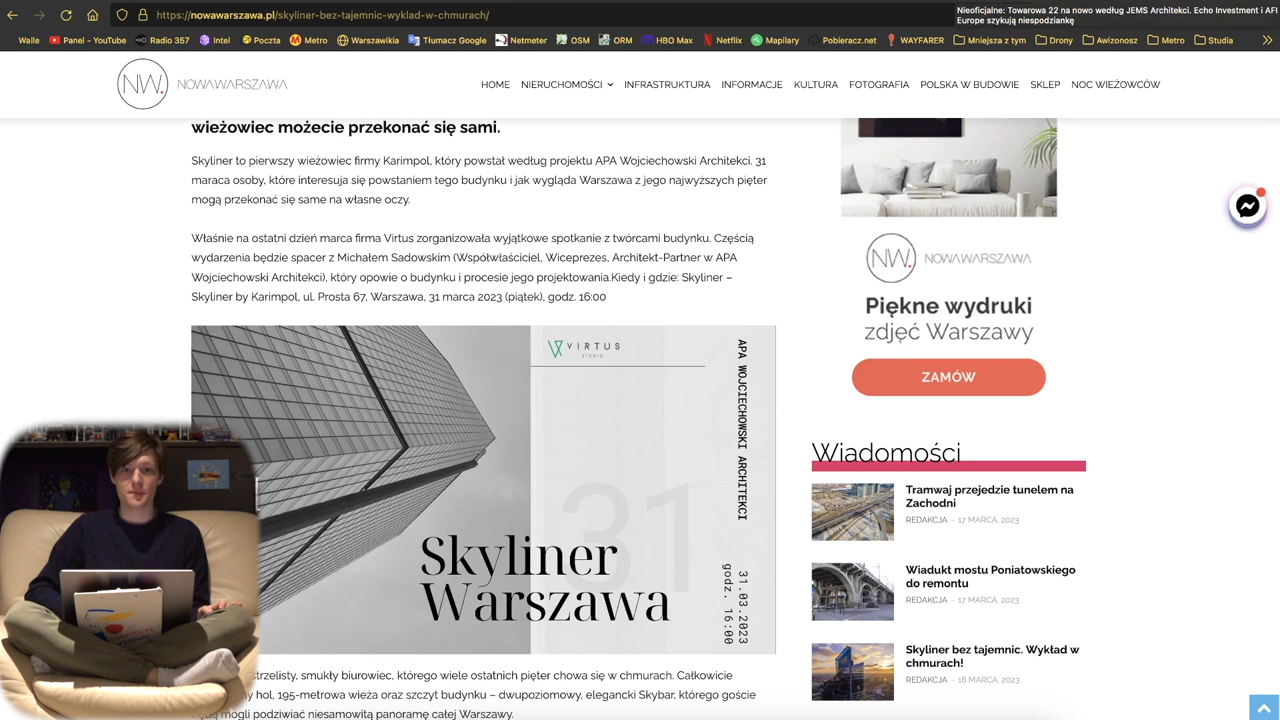 https://nowawarszawa.pl/skyliner-bez-tajemnic-wyklad-w-chmurach/
Nieoficjalne: Towarowa 22 na nowo według JEMS Architekci. Echo Investment i AFI
Europe szykują niespodziankę
Walle
Panel - YouTube
Radio 357
Intel
Poczta
Metro
Warszawikia
Tłumacz Google
Netmeter
OSM
ORM
HBO Max
Netflix
Mapilary
Pobieracz.net
WAYFARER
Mniejsza z tym
Drony
Awizonosz
Metro
Studia
NW.
NOWAWARSZAWA
HOME
NIERUCHOMOŚCI
INFRASTRUKTURA
INFORMACJE
KULTURA
FOTOGRAFIA
POLSKA W BUDOWIE
SKLEP
NOC WIEŻOWCÓW
wieżowiec możecie przekonać się sami.
Skyliner to pierwszy wieżowiec firmy Karimpol, który powstał według projektu APA Wojciechowski Architekci. 31
maraca osoby, które interesuja się powstaniem tego budynku i jak wygląda Warszawa z jego najwyższych pięter
mogą przekonać się same na własne oczy.
Właśnie na ostatni dzień marca firma Virtus zorganizowała wyjątkowe spotkanie z twórcami budynku. Częścią
wydarzenia będzie spacer z Michałem Sadowskim (Współwłaściciel, Wiceprezes, Architekt-Partner w APA
Wojciechowski Architekci), który opowie o budynku i procesie jego projektowania.Kiedy i gdzie: Skyliner –
Skyliner by Karimpol, ul. Prosta 67, Warszawa, 31 marca 2023 (piątek), godz. 16:00
VIRTUS
STUDIO
APA WOJCIECHOWSKI ARCHITEKCI
31
Skyliner
Warszawa
31.03.2023
godz. 16:00
strzelisty, smukły biurowiec, którego wiele ostatnich pięter chowa się w chmurach. Całkowicie
hol, 195-metrowa wieża oraz szczyt budynku – dwupoziomowy, elegancki Skybar, którego goście
mogli podziwiać niesamowitą panoramę całej Warszawy.
NW.
NOWAWARSZAWA
Piękne wydruki
zdjęć Warszawy
ZAMÓW
Wiadomości
Tramwaj przejedzie tunelem na
Zachodni
REDAKCJA - 17 MARCA, 2023
Wiadukt mostu Poniatowskiego
do remontu
REDAKCJA - 17 MARCA, 2023
Skyliner bez tajemnic. Wykład w
chmurach!
REDAKCJA - 16 MARCA, 2023